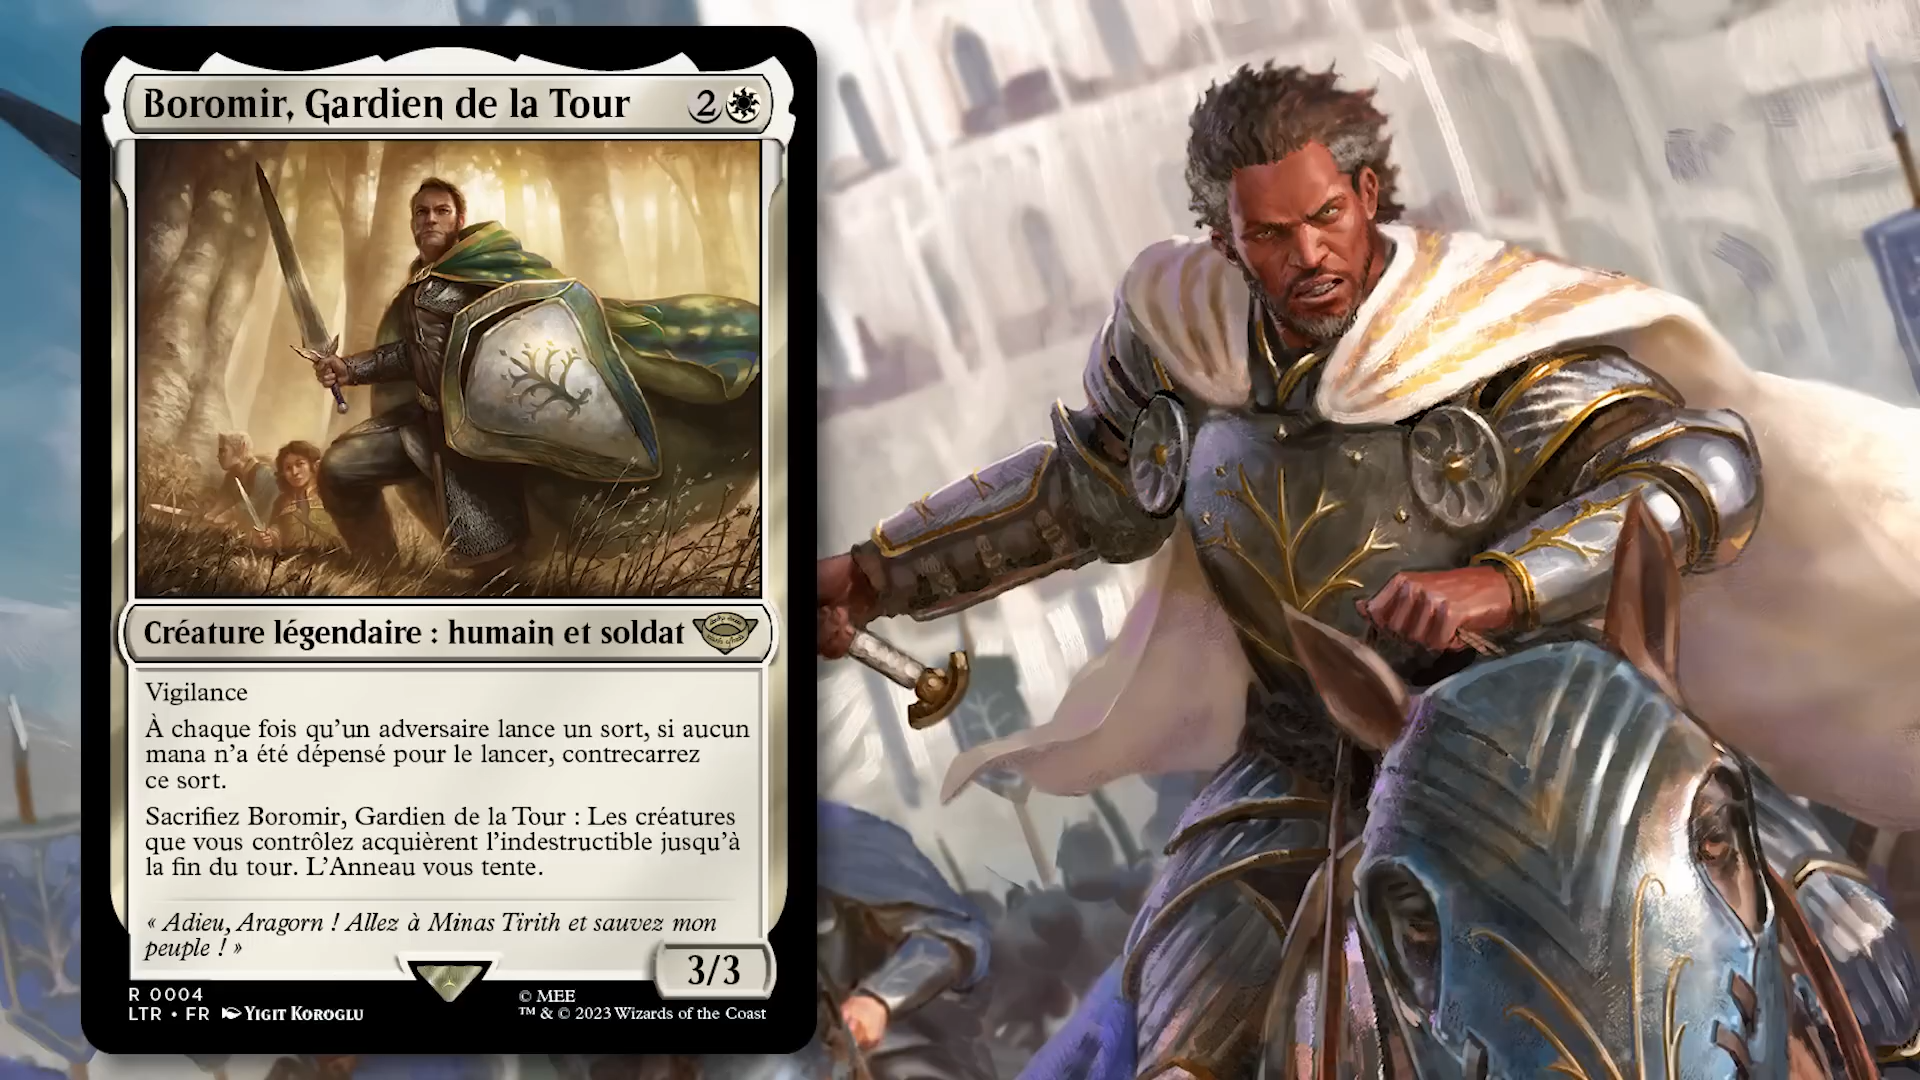 Boromir, Gardien de la Tour 2
Créature légendaire : humain et soldat
Vigilance
À chaque fois qu'un adversaire lance un sort, si aucun
mana n'a été dépensé pour le lancer, contrecarrez
ce sort.
Sacrifiez Boromir, Gardien de la Tour : Les créatures
que vous contrôlez acquièrent l'indestructible jusqu'à
la fin du tour. L'Anneau vous tente.
« Adieu, Aragorn ! Allez à Minas Tirith et sauvez mon
peuple ! »
3/3
R 0004
LTR • FR Yigit Koroglu
© MEE
™ & © 2023 Wizards of the Coast